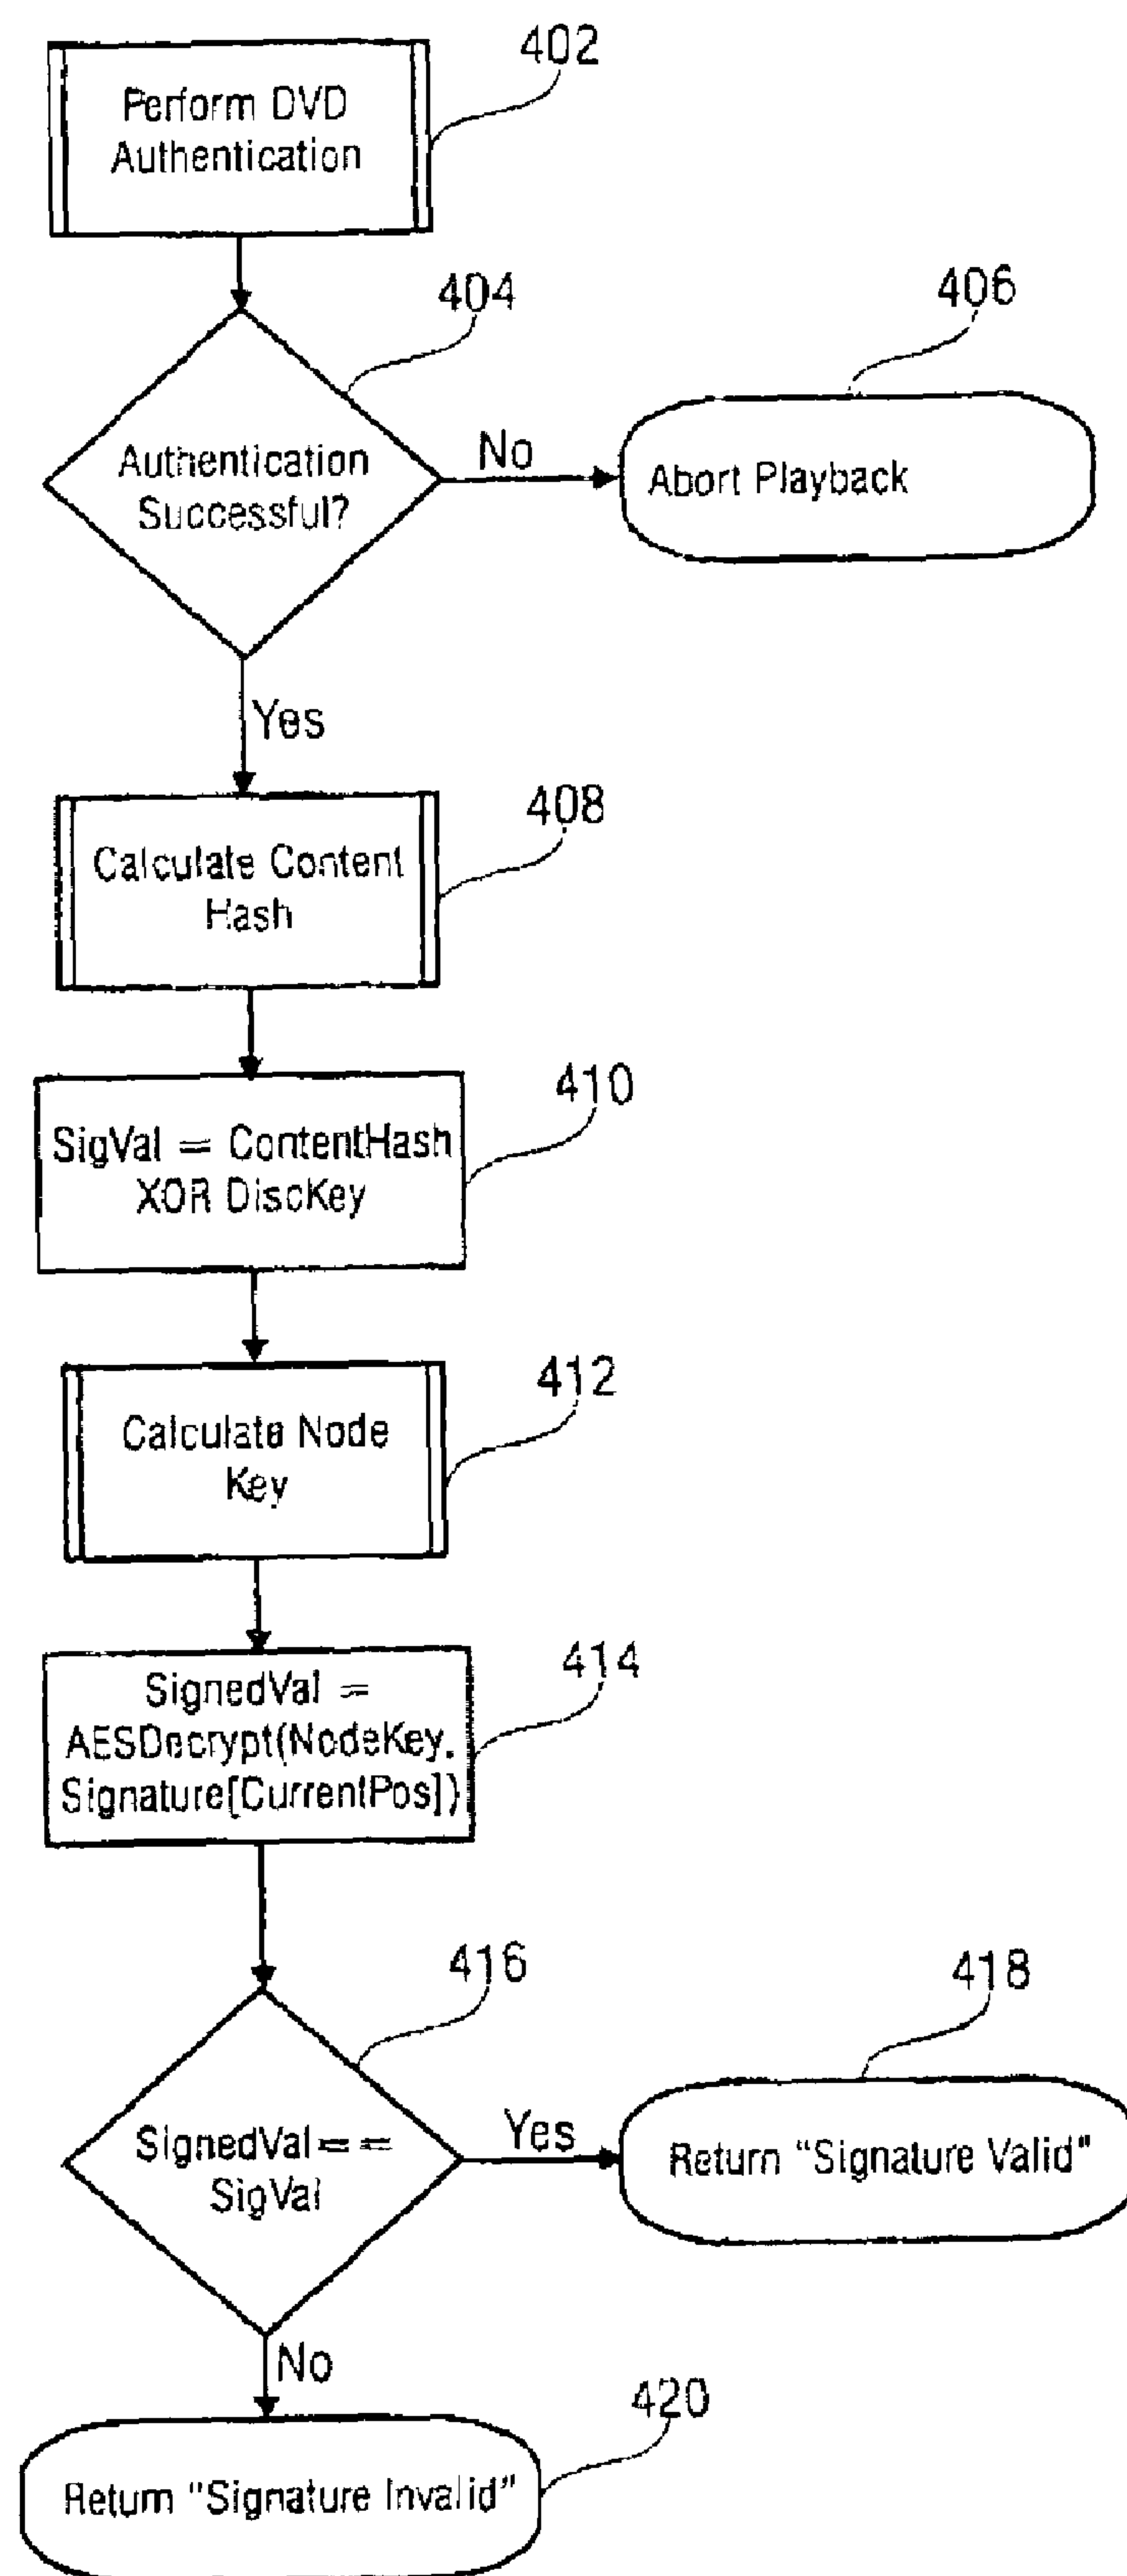 402
Perform DVD
Authentication
404
406
Authentication
Successful?
No
Abort Playback
Yes
408
Calculate Content
Hash
410
SigVal = ContentHash
XOR DiscKey
412
Calculate Node
Key
414
SignedVal =
AESDecrypt(NodeKey,
Signature[CurrentPos])
416
418
SignedVal==
SigVal
Yes
Return "Signature Valid"
No
420
Return "Signature Invalid"